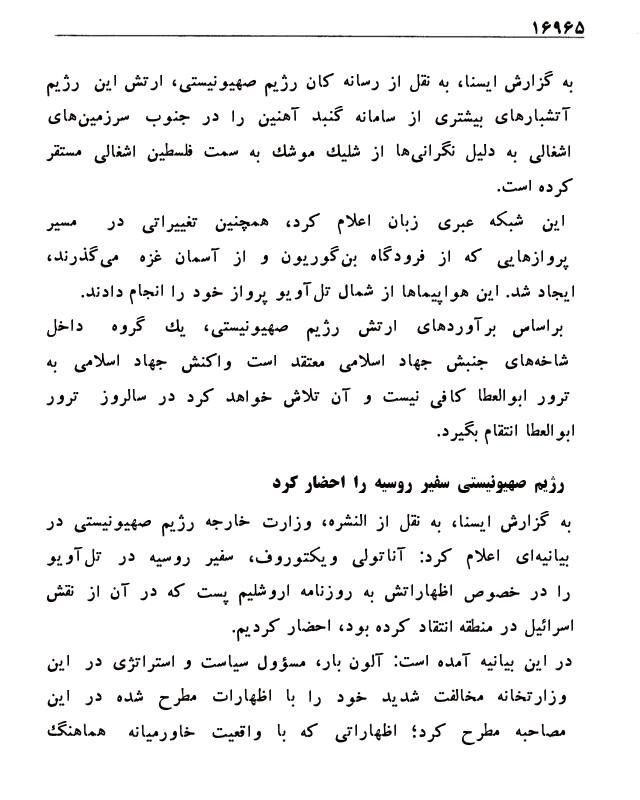 ۱۶۹۶۵
به گزارش ایسنا، به نقل از رسانه کان رژیم صهیونیستی، ارتش این رژیم
آتشبارهای بیشتری از سامانه گنبد آهنین را در جنوب سرزمین‌های
اشغالی به دلیل نگرانی‌ها از شلیك موشك به سمت فلسطین اشغالی مستقر
کرده است.
این شبکه عبری زبان اعلام کرد، همچنین تغییراتی در مسیر
پروازهایی که از فرودگاه بن‌گوریون و از آسمان غزه می‌گذرند،
ایجاد شد. این هواپیماها از شمال تل‌آویو پرواز خود را انجام دادند.
براساس برآوردهای ارتش رژیم صهیونیستی، یك گروه داخل
شاخه‌های جنبش جهاد اسلامی معتقد است واکنش جهاد اسلامی به
ترور ابوالعطا کافی نیست و آن تلاش خواهد کرد در سالروز ترور
ابوالعطا انتقام بگیرد.
رژیم صهیونیستی سفیر روسیه را احضار کرد
به گزارش ایسنا، به نقل از النشره، وزارت خارجه رژیم صهیونیستی در
بیانیه‌ای اعلام کرد: آناتولی ویکتوروف، سفیر روسیه در تل‌آویو
را در خصوص اظهاراتش به روزنامه اروشلیم پست که در آن از نقش
اسرائیل در منطقه انتقاد کرده بود، احضار کردیم.
در این بیانیه آمده است: آلون بار، مسؤول سیاست و استراتژی در این
وزارتخانه مخالفت شدید خود را با اظهارات مطرح شده در این
مصاحبه مطرح کرد؛ اظهاراتی که با واقعیت خاورمیانه هماهنگ